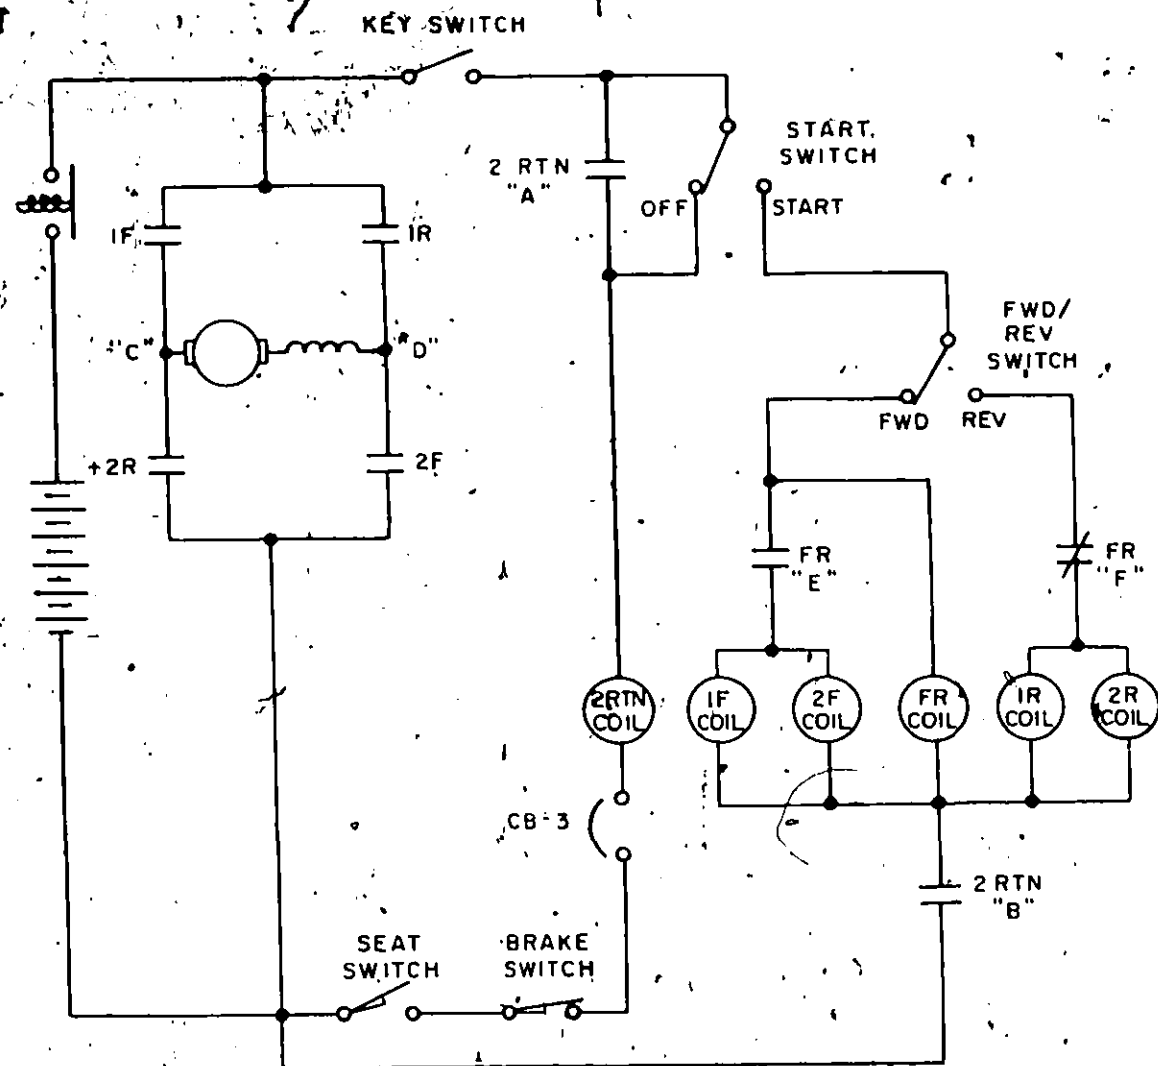 KEY SWITCH
START.
SWITCH
2 RTN
"A"
OFF
START
1F
1R
FWD/
REV
SWITCH
"C"
"D"
FWD
REV
+2R
2F
FR
"E"
FR
"F"
2RTN
COIL
1F
COIL
2F
COIL
FR
COIL
1R
COIL
2R
COIL
CB-3
2 RTN
"B"
SEAT
SWITCH
BRAKE
SWITCH